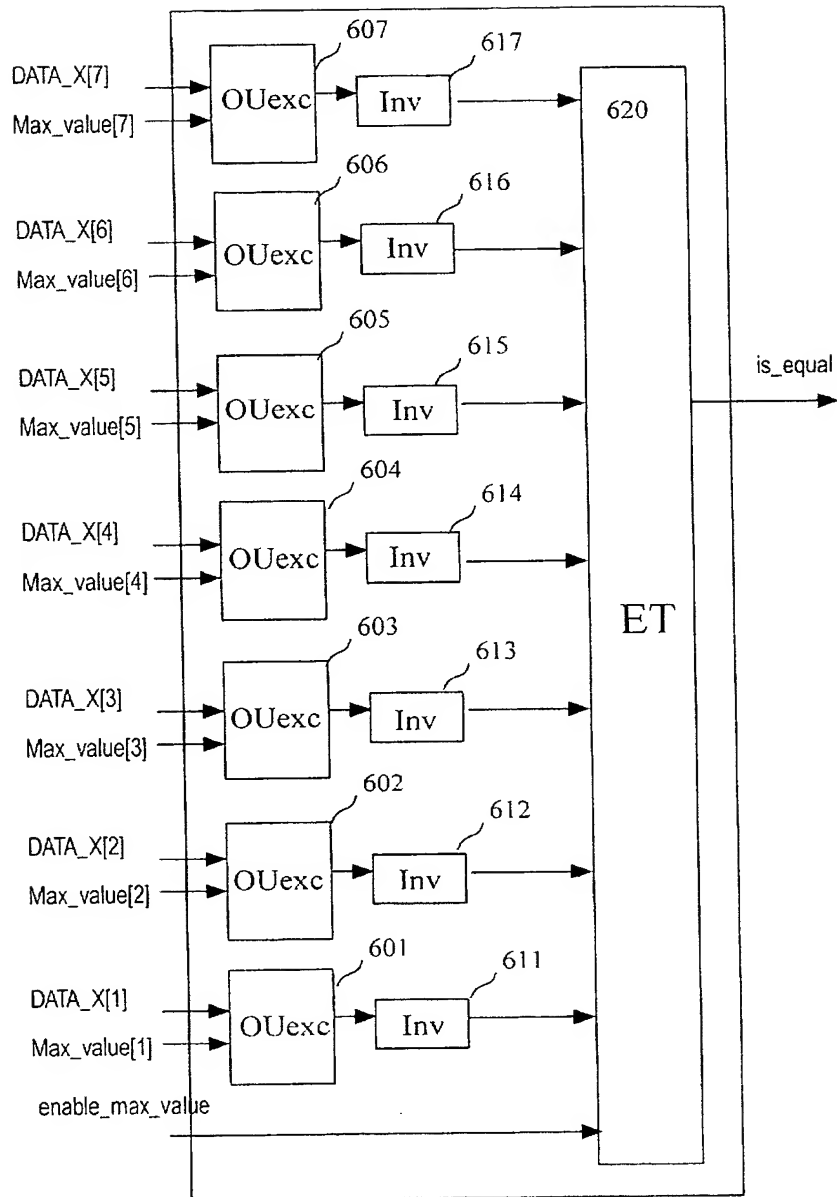 607
617
DATA_X[7]
OUexc
Inv
620
Max_value[7]
606
616
DATA_X[6]
OUexc
Inv
Max_value[6]
605
615
DATA_X[5]
OUexc
Inv
is_equal
Max_value[5]
604
614
DATA_X[4]
OUexc
Inv
Max_value[4]
ET
603
613
DATA_X[3]
OUexc
Inv
Max_value[3]
602
612
DATA_X[2]
OUexc
Inv
Max_value[2]
601
611
DATA_X[1]
OUexc
Inv
Max_value[1]
enable_max_value